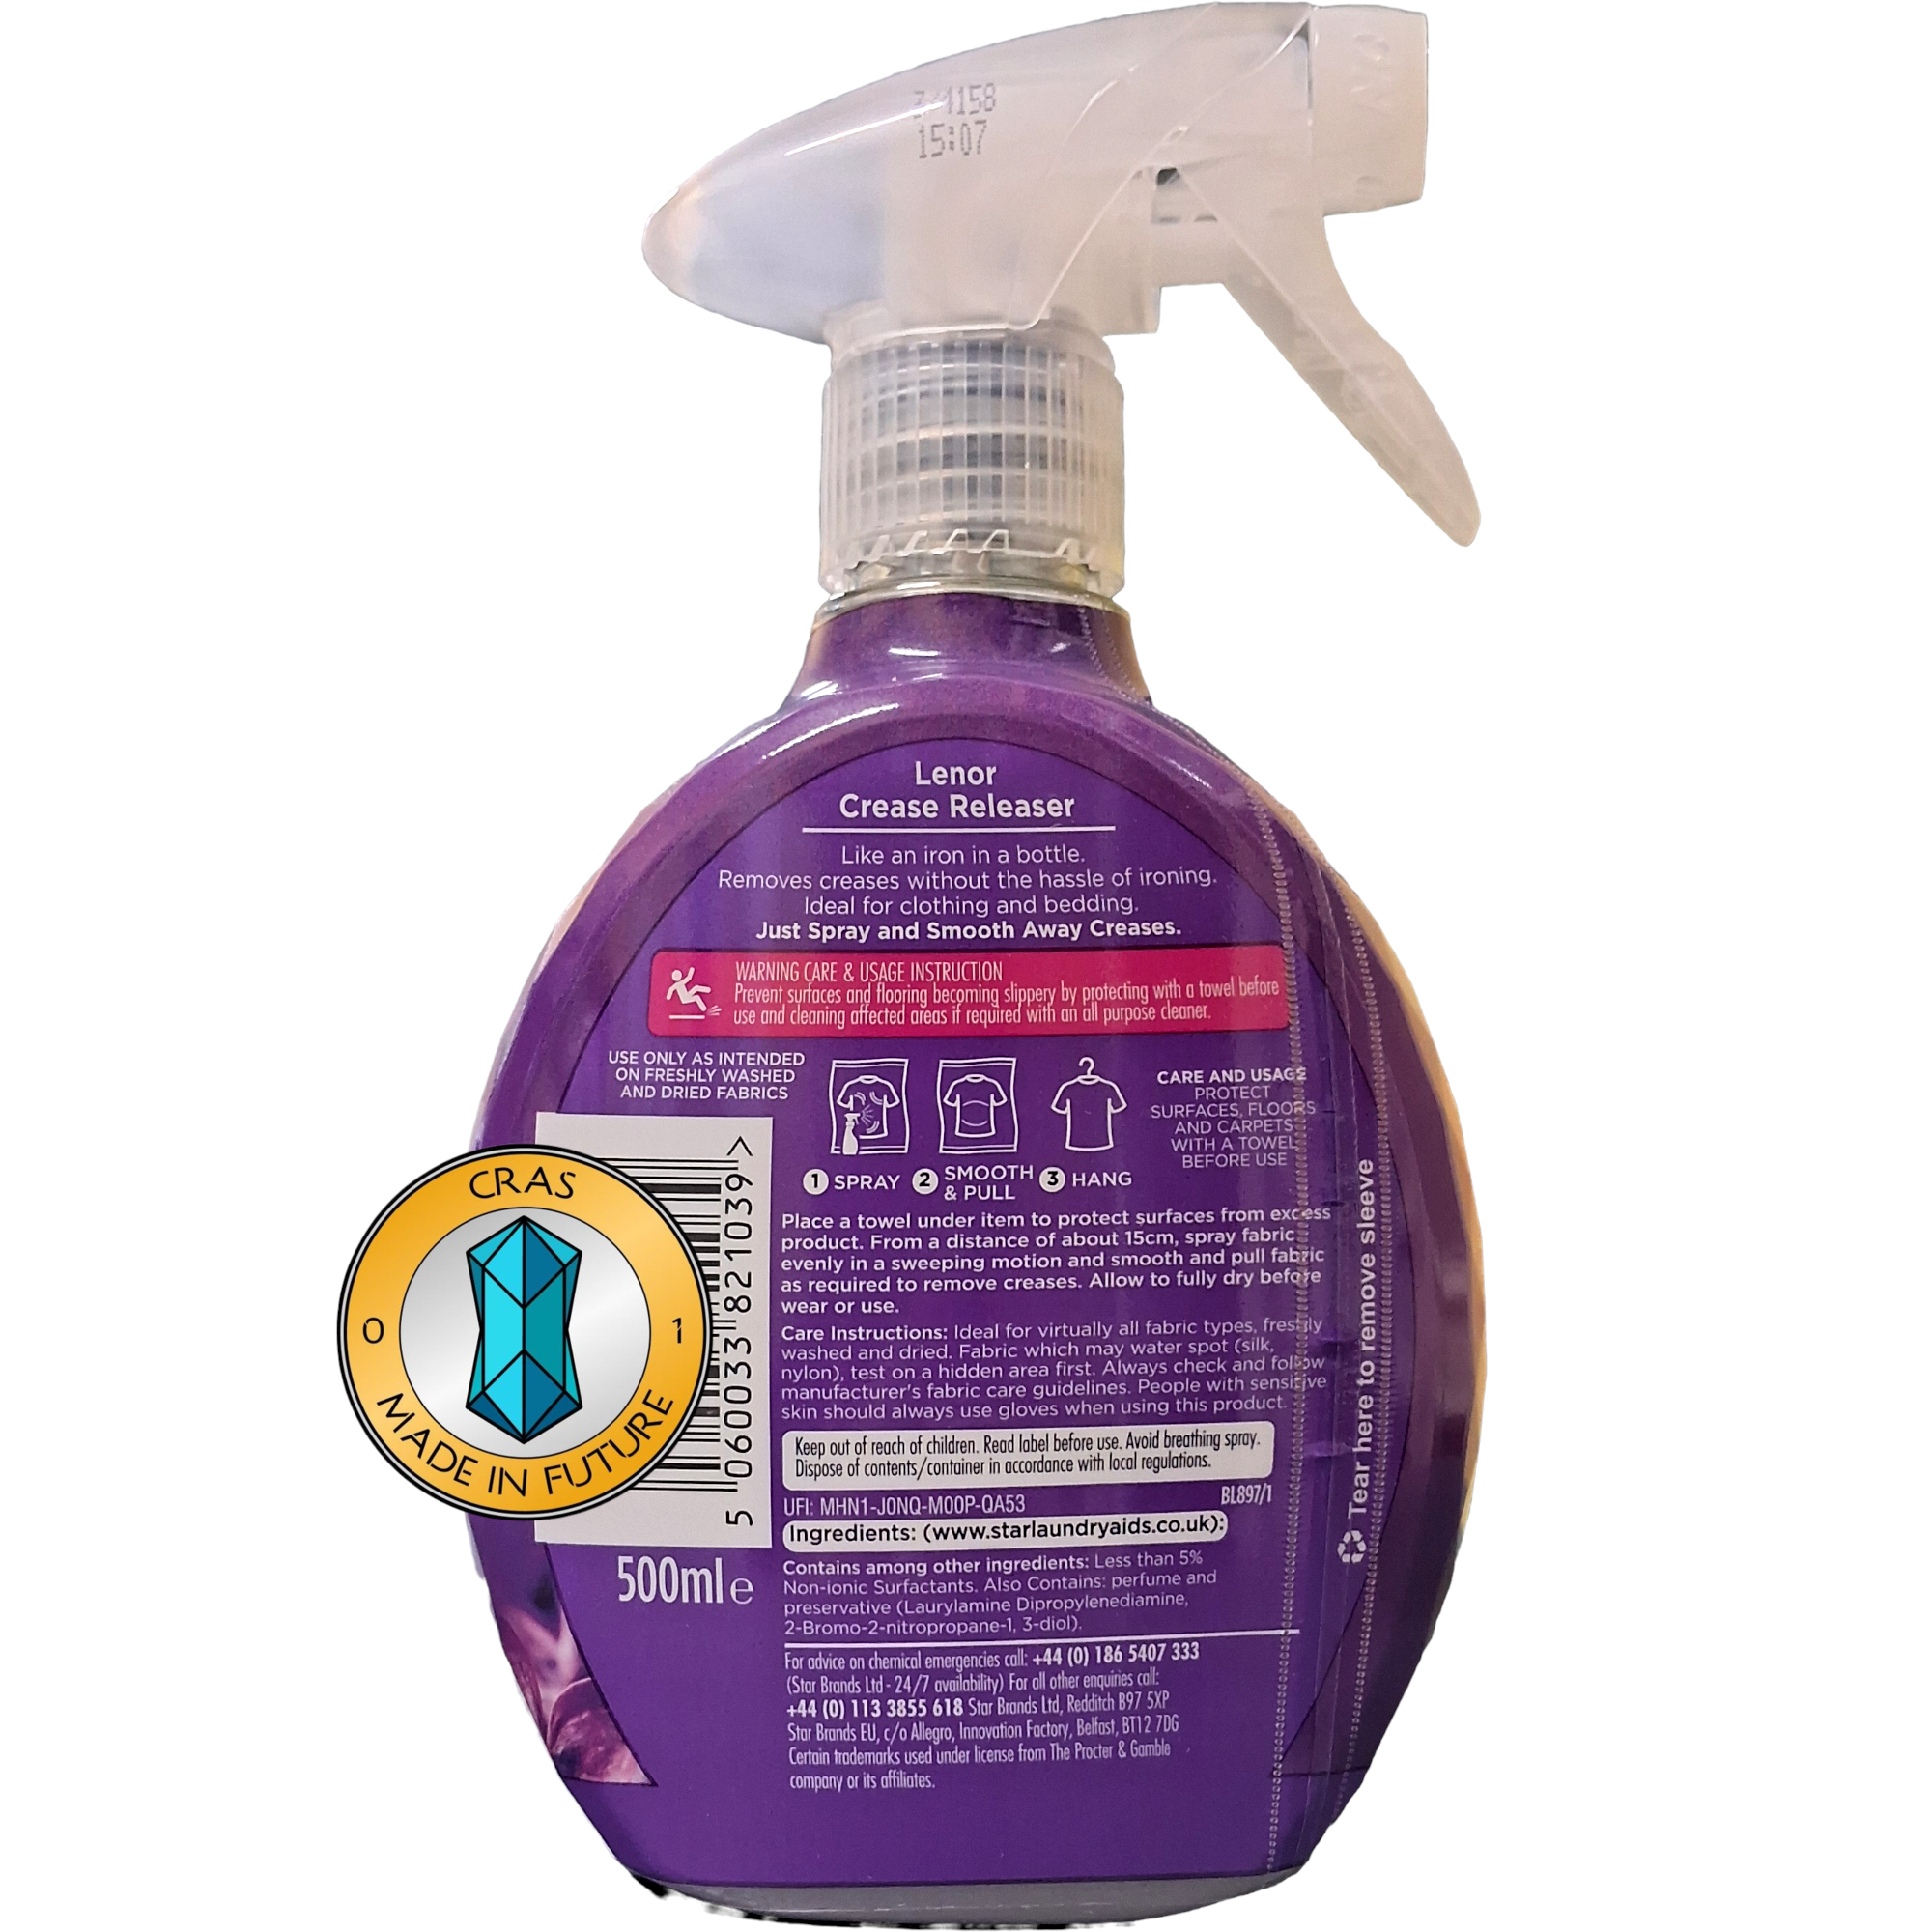 4158
15:07
Lenor
Crease Releaser
Like an iron in a bottle.
Removes creases without the hassle of ironing.
Ideal for clothing and bedding.
Just Spray and Smooth Away Creases.
WARNING CARE & USAGE INSTRUCTION
Prevent surfaces and flooring becoming slippery by protecting with a towel before
use and cleaning affected areas if required with an all purpose cleaner.
USE ONLY AS INTENDED
ON FRESHLY WASHED
AND DRIED FABRICS
1 SPRAY
2 SMOOTH
& PULL
3 HANG
CARE AND USAGE
PROTECT
SURFACES, FLOORS
AND CARPETS
WITH A TOWEL
BEFORE USE
Place a towel under item to protect surfaces from excess
product. From a distance of about 15cm, spray fabric
evenly in a sweeping motion and smooth and pull fabric
as required to remove creases. Allow to fully dry before
wear or use.
Care Instructions: Ideal for virtually all fabric types, freshly
washed and dried. Fabric which may water spot (silk,
nylon), test on a hidden area first. Always check and follow
manufacturer's fabric care guidelines. People with sensitive
skin should always use gloves when using this product.
Keep out of reach of children. Read label before use. Avoid breathing spray.
Dispose of contents/container in accordance with local regulations.
UFI: MHN1-J0NQ-M00P-QA53
BL897/1
Ingredients: (www.starlaundryaids.co.uk):
Contains among other ingredients: Less than 5%
Non-ionic Surfactants. Also Contains: perfume and
preservative (Laurylamine Dipropylenediamine,
2-Bromo-2-nitropropane-1, 3-diol).
For advice on chemical emergencies call: +44 (0) 186 5407 333
(Star Brands Ltd - 24/7 availability) For all other enquiries call:
+44 (0) 113 3855 618 Star Brands Ltd, Redditch B97 5XP
Star Brands EU, c/o Allegro, Innovation Factory, Belfast, BT12 7DG
Certain trademarks used under license from The Procter & Gamble
company or its affiliates.
5 060033 821039 >
500ml e
Tear here to remove sleeve
CRAS
0 1
MADE IN FUTURE